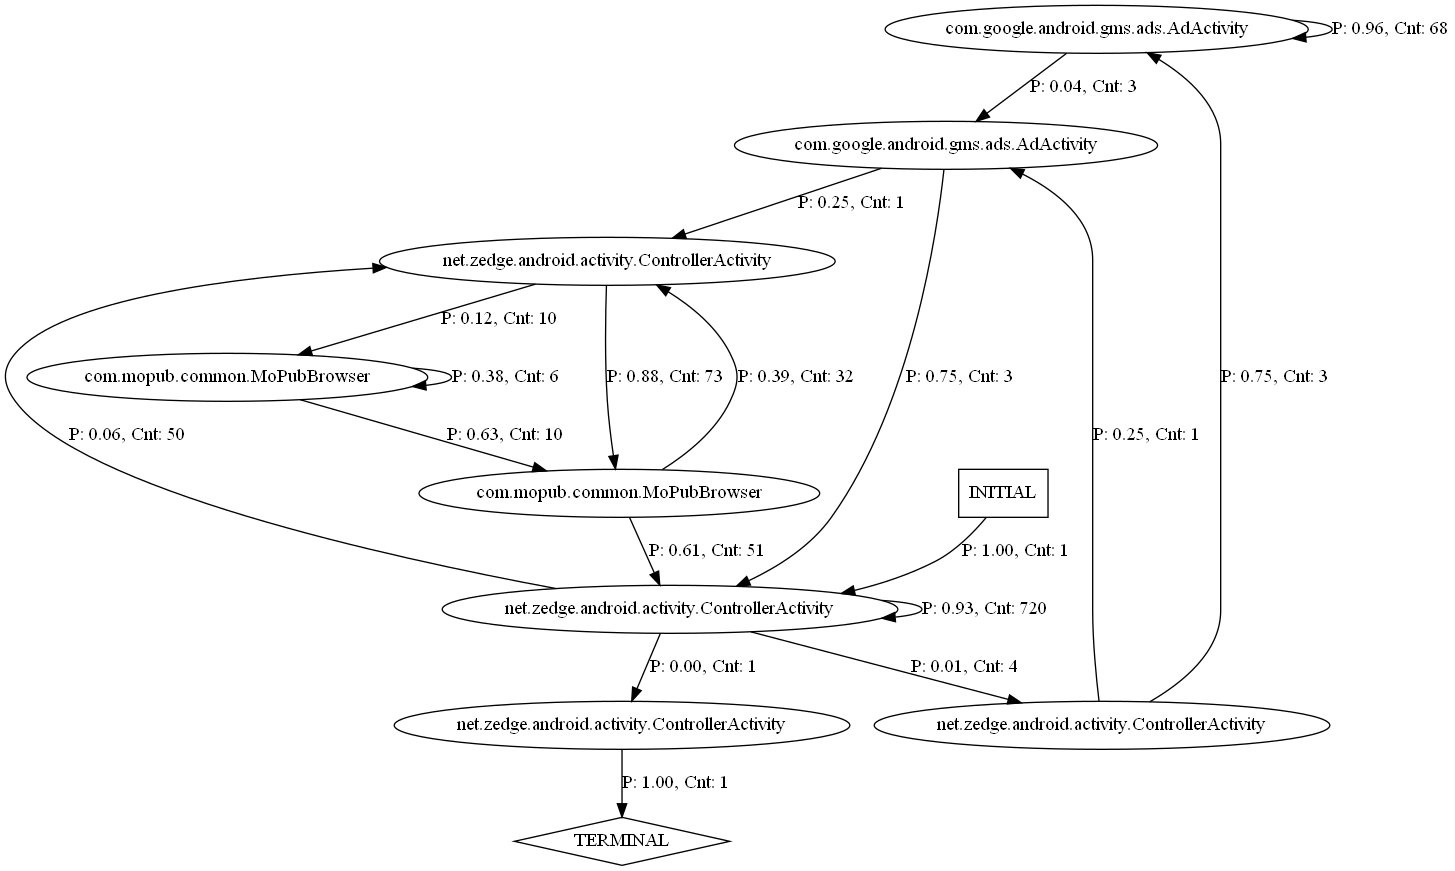 com.google.android.gms.ads.AdActivity
P: 0.96, Cnt: 68
P: 0.04, Cnt: 3
com.google.android.gms.ads.AdActivity
P: 0.25, Cnt: 1
net.zedge.android.activity.ControllerActivity
P: 0.12, Cnt: 10
com.mopub.common.MoPubBrowser
P: 0.38, Cnt: 6
P: 0.88, Cnt: 73
P: 0.39, Cnt: 32
P: 0.75, Cnt: 3
P: 0.75, Cnt: 3
P: 0.06, Cnt: 50
P: 0.63, Cnt: 10
P: 0.25, Cnt: 1
com.mopub.common.MoPubBrowser
INITIAL
P: 0.61, Cnt: 51
P: 1.00, Cnt: 1
net.zedge.android.activity.ControllerActivity
P: 0.93, Cnt: 720
P: 0.00, Cnt: 1
P: 0.01, Cnt: 4
net.zedge.android.activity.ControllerActivity
net.zedge.android.activity.ControllerActivity
P: 1.00, Cnt: 1
TERMINAL